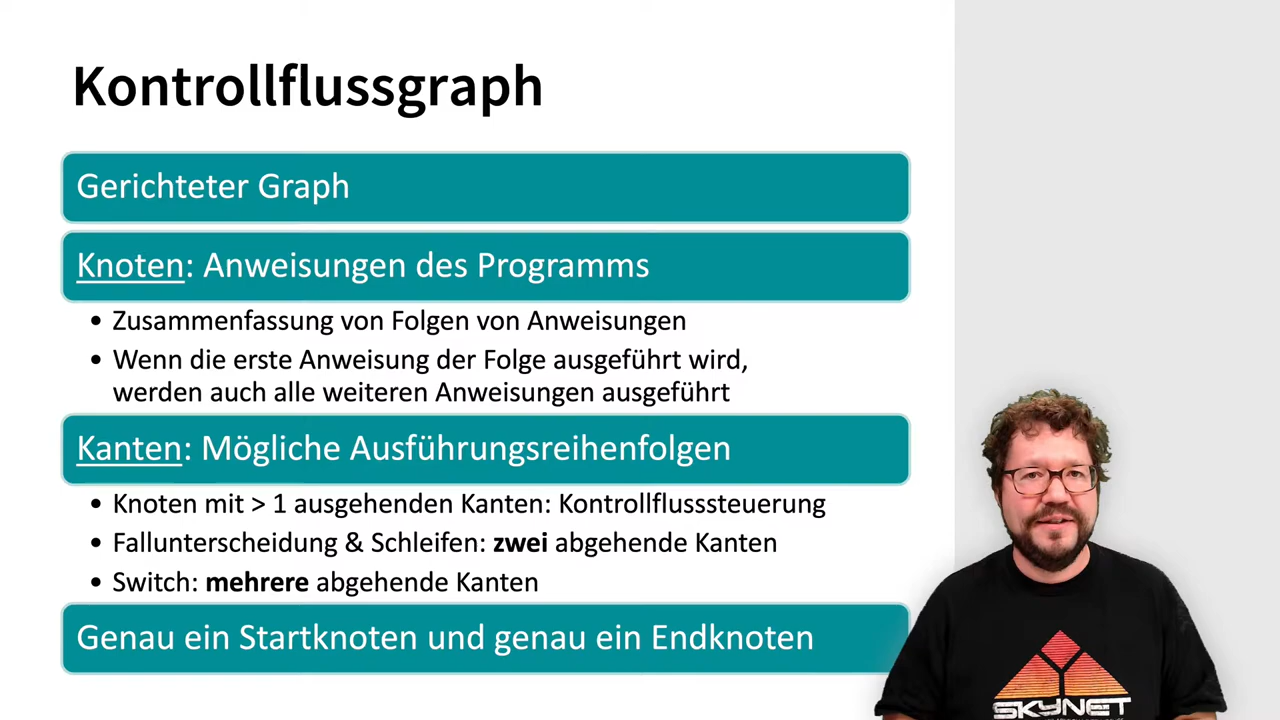 Kontrollflussgraph
Gerichteter Graph
Knoten: Anweisungen des Programms
• Zusammenfassung von Folgen von Anweisungen
• Wenn die erste Anweisung der Folge ausgeführt wird,
werden auch alle weiteren Anweisungen ausgeführt
Kanten: Mögliche Ausführungsreihenfolgen
• Knoten mit > 1 ausgehenden Kanten: Kontrollflusssteuerung
• Fallunterscheidung & Schleifen: zwei abgehende Kanten
• Switch: mehrere abgehende Kanten
Genau ein Startknoten und genau ein Endknoten
SKYNET